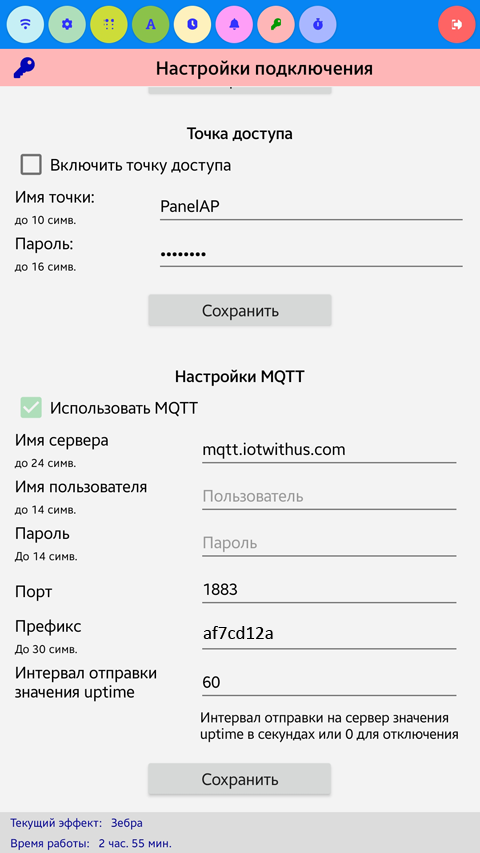 A
Настройки подключения
Точка доступа
Включить точку доступа
Имя точки:
до 10 симв.
PanelAP
Пароль:
до 16 симв.
••••••••
Сохранить
Настройки MQTT
Использовать MQTT
Имя сервера
до 24 симв.
mqtt.iotwithus.com
Имя пользователя
до 14 симв.
Пользователь
Пароль
До 14 симв.
Пароль
Порт
1883
Префикс
До 30 симв.
af7cd12a
Интервал отправки
значения uptime
60
Интервал отправки на сервер значения
uptime в секундах или 0 для отключения
Сохранить
Текущий эффект: Зебра
Время работы: 2 час. 55 мин.